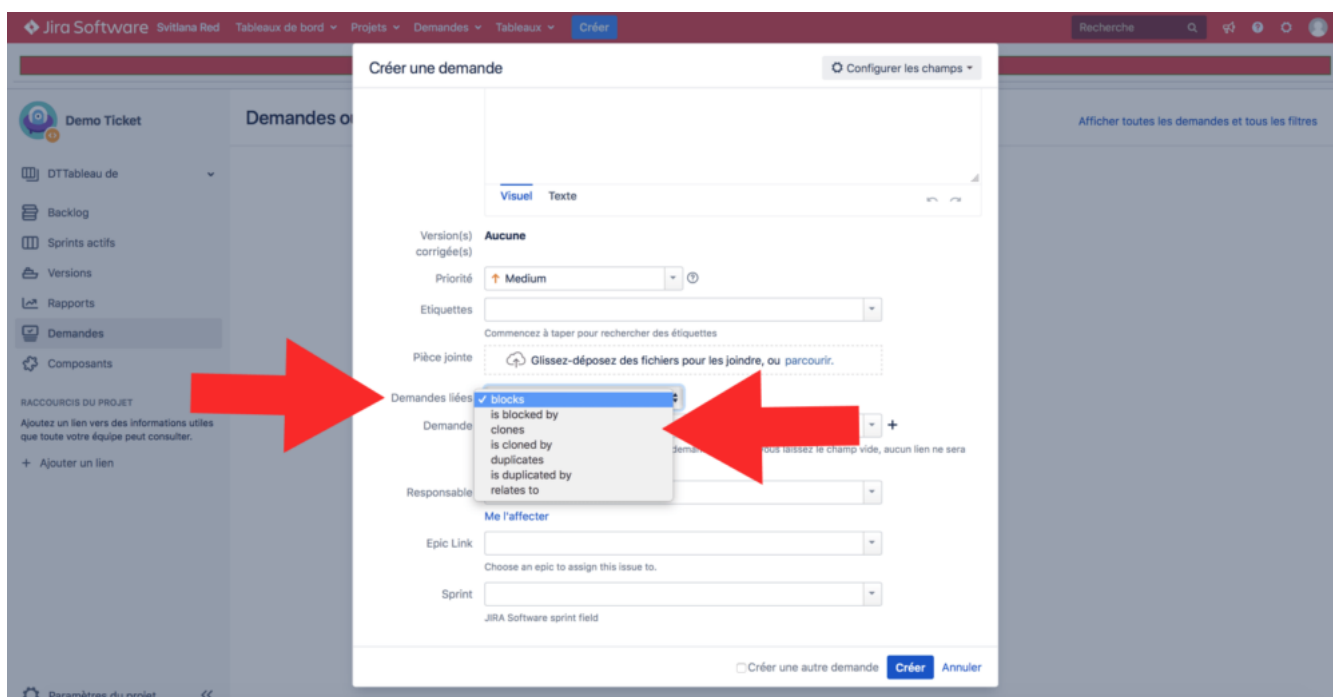 Jira Software Svitlana Red Tableaux de bord Projets Demandes Tableaux Créer Recherche
Créer une demande
Configurer les champs
Demo Ticket
Demandes o
Afficher toutes les demandes et tous les filtres
DTTableau de
Backlog
Sprints actifs
Versions
Rapports
Demandes
Composants
RACCOURCIS DU PROJET
Ajoutez un lien vers des informations utiles
que toute votre équipe peut consulter.
+ Ajouter un lien
Paramètres du projet
Visuel Texte
Version(s)
corrigée(s)
Aucune
Priorité
Medium
Etiquettes
Commencez à taper pour rechercher des étiquettes
Pièce jointe
Glissez-déposez des fichiers pour les joindre, ou parcourir.
Demandes liées
✓ blocks
is blocked by
clones
is cloned by
duplicates
is duplicated by
relates to
Demande
laissez le champ vide, aucun lien ne sera
Responsable
Me l'affecter
Epic Link
Choose an epic to assign this issue to.
Sprint
JIRA Software sprint field
Créer une autre demande Créer Annuler